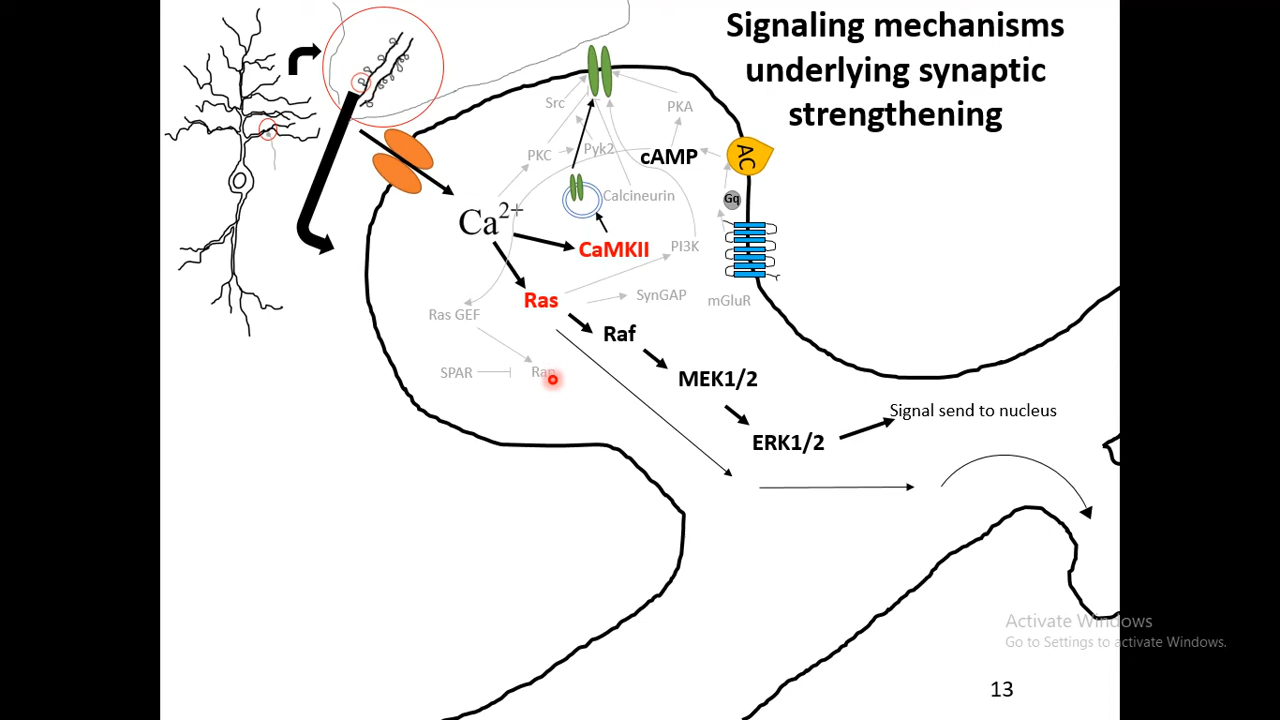 Signaling mechanisms
underlying synaptic
strengthening
Src
PKA
PKC
Pyk2
cAMP
AC
Calcineurin
Gq
Ca2+
CaMKII
PI3K
Ras
SynGAP
mGluR
Ras GEF
Raf
SPAR
Rap
MEK1/2
Signal send to nucleus
ERK1/2
Activate Windows
Go to Settings to activate Windows.
13